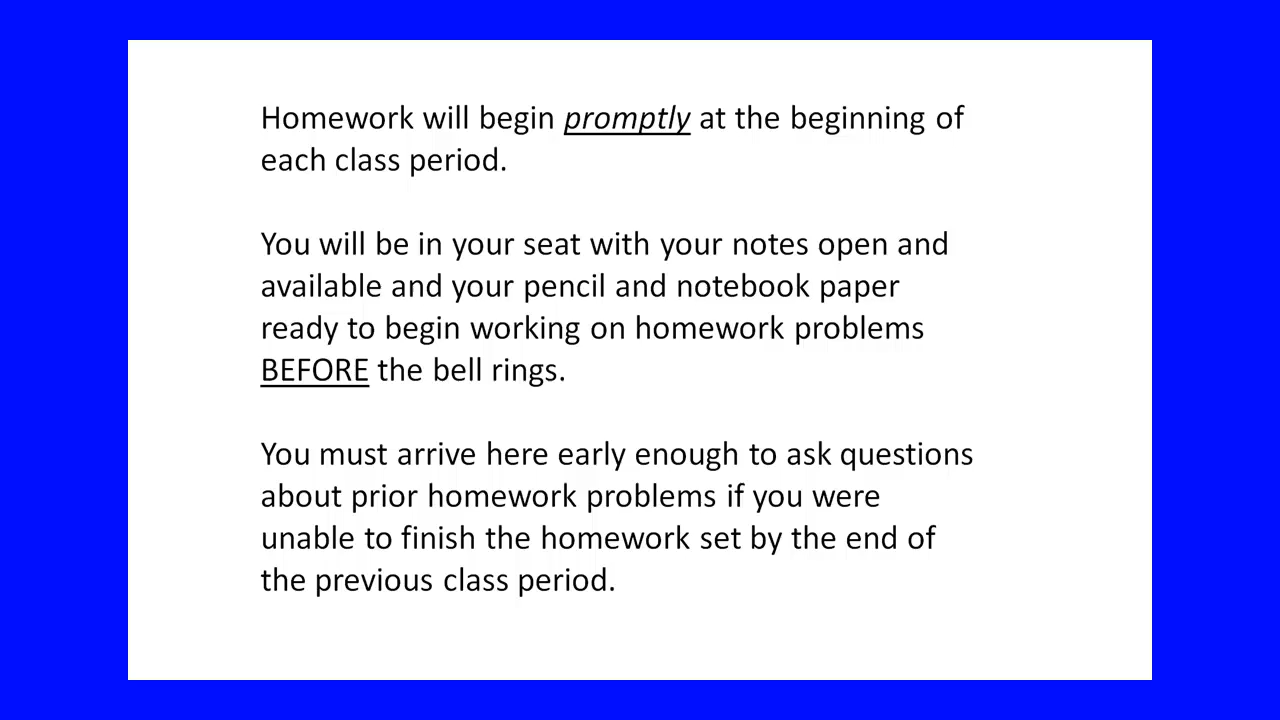 Homework will begin promptly at the beginning of
each class period.
You will be in your seat with your notes open and
available and your pencil and notebook paper
ready to begin working on homework problems
BEFORE the bell rings.
You must arrive here early enough to ask questions
about prior homework problems if you were
unable to finish the homework set by the end of
the previous class period.